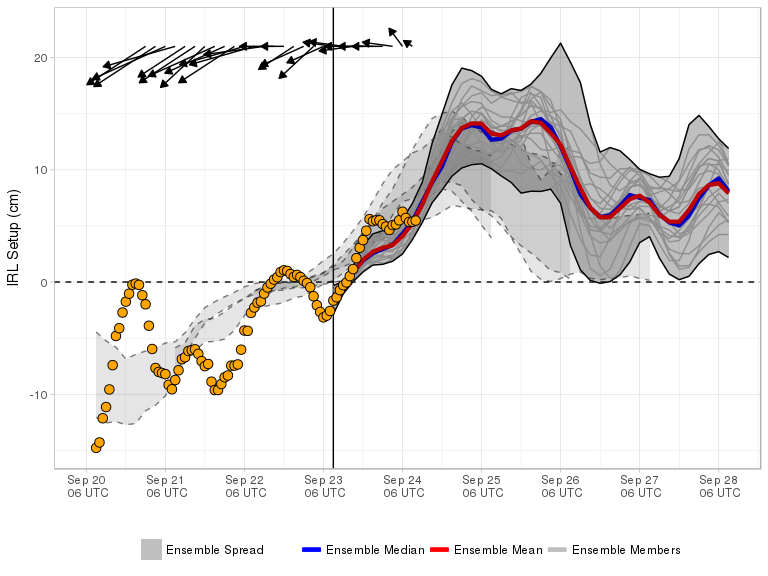 IRL Setup (cm)
20
10
0
-10
Sep 20 Sep 21 Sep 22 Sep 23 Sep 24 Sep 25 Sep 26 Sep 27 Sep 28
06 UTC 06 UTC 06 UTC 06 UTC 06 UTC 06 UTC 06 UTC 06 UTC 06 UTC
Ensemble Spread Ensemble Median Ensemble Mean Ensemble Members